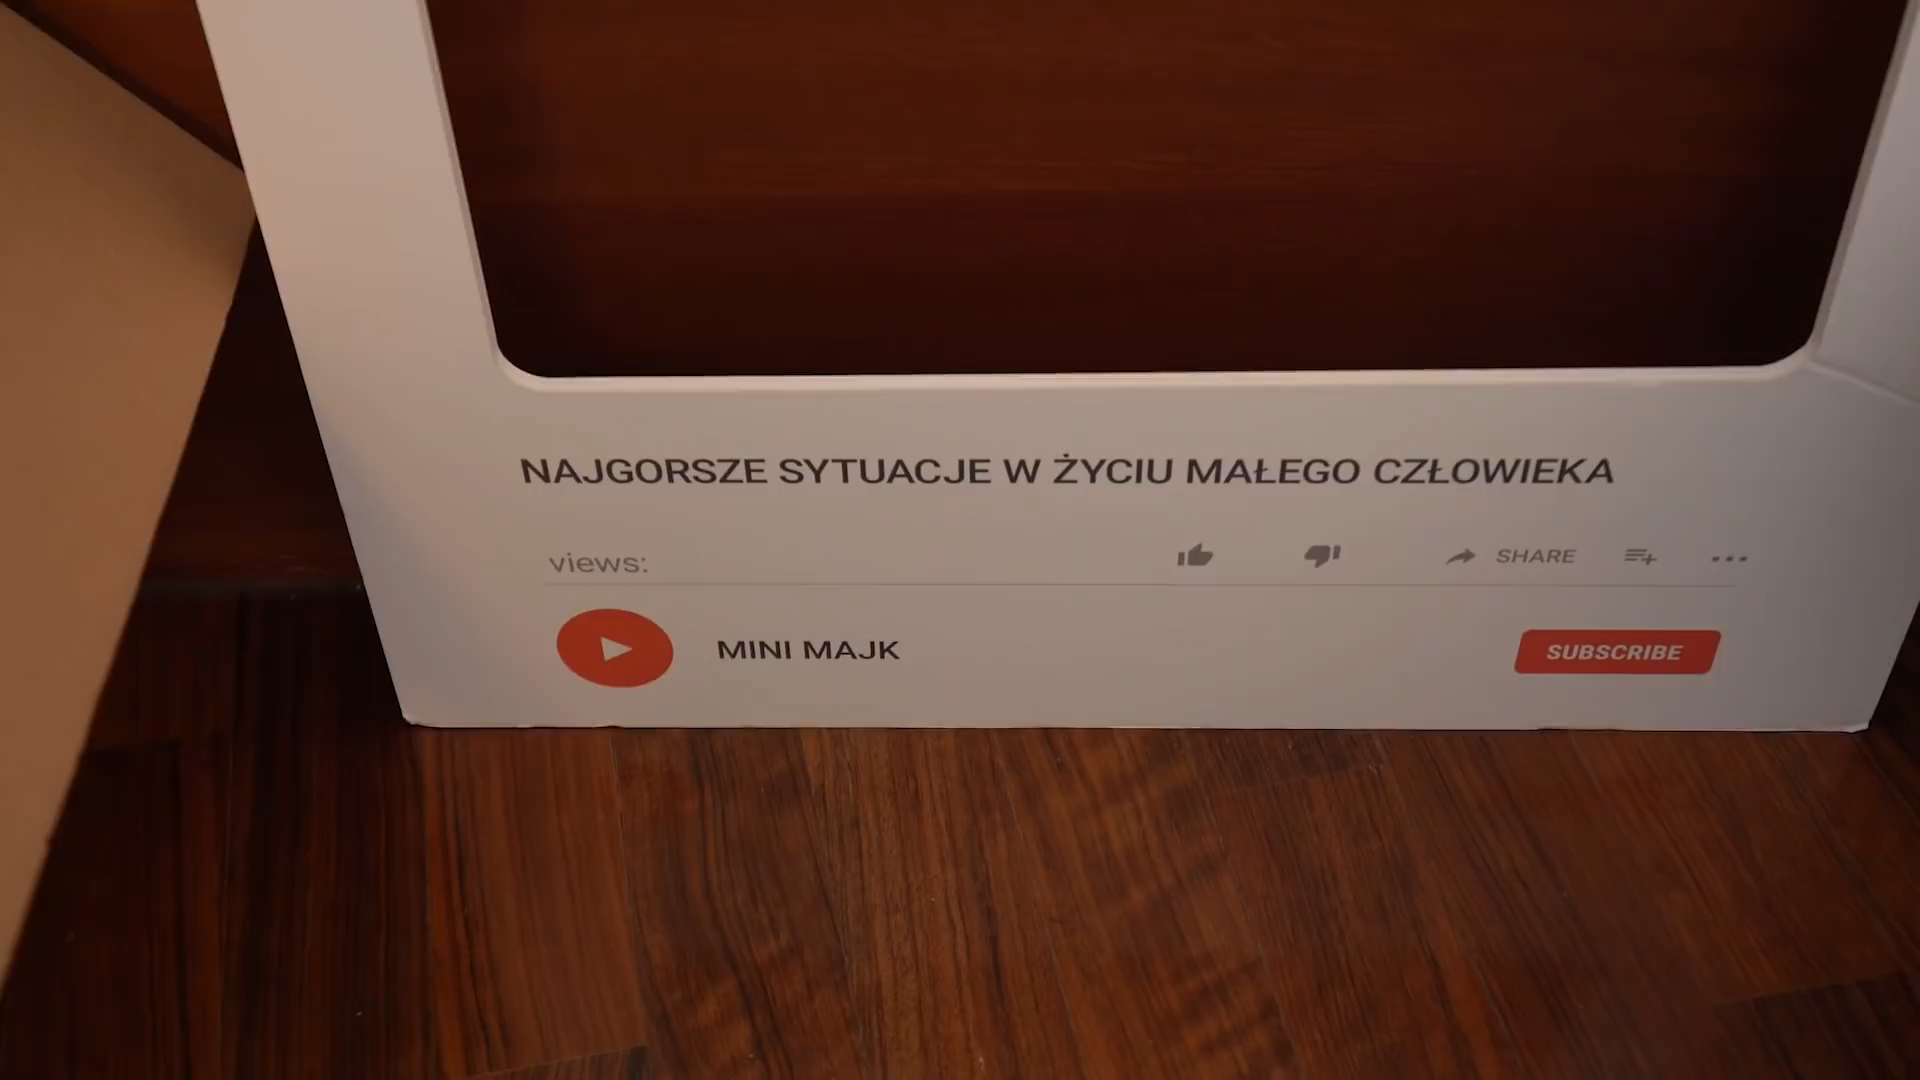 NAJGORSZE SYTUACJE W ŻYCIU MAŁEGO CZŁOWIEKA
views:
SHARE
MINI MAJK
SUBSCRIBE